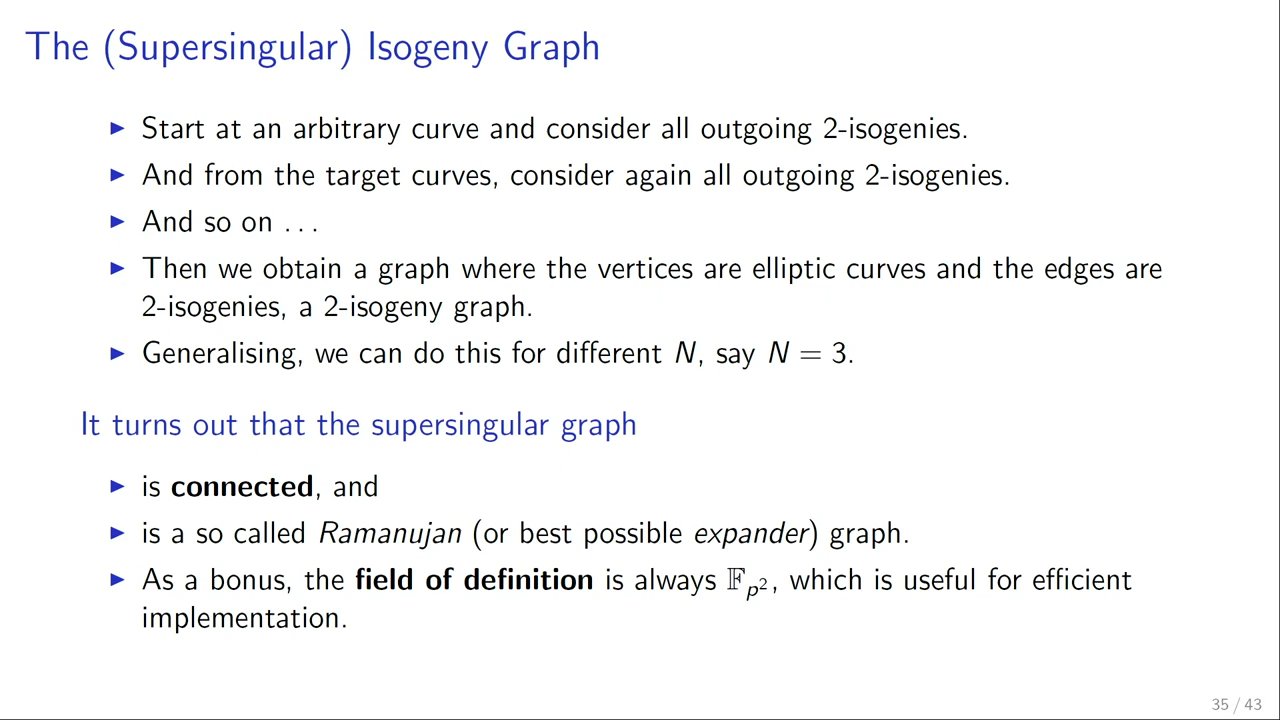 The (Supersingular) Isogeny Graph
▶ Start at an arbitrary curve and consider all outgoing 2-isogenies.
▶ And from the target curves, consider again all outgoing 2-isogenies.
▶ And so on . . .
▶ Then we obtain a graph where the vertices are elliptic curves and the edges are
2-isogenies, a 2-isogeny graph.
▶ Generalising, we can do this for different N, say N = 3.
It turns out that the supersingular graph
▶ is connected, and
▶ is a so called Ramanujan (or best possible expander) graph.
▶ As a bonus, the field of definition is always 𝔽_{p²}, which is useful for efficient
implementation.
35 / 43